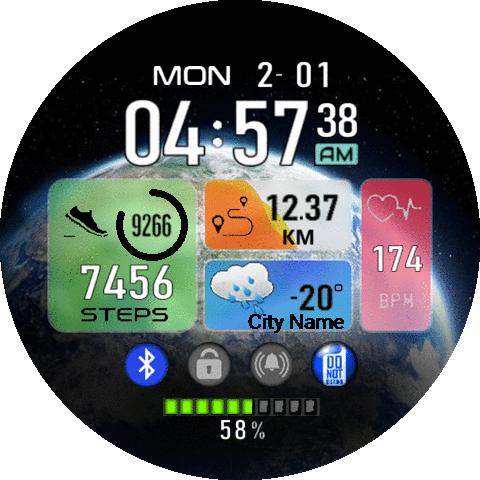 MON 2- 01
04:57 38
AM
9266
7456
STEPS
12.37
KM
-20°
City Name
174
BPM
DO
NOT
58%